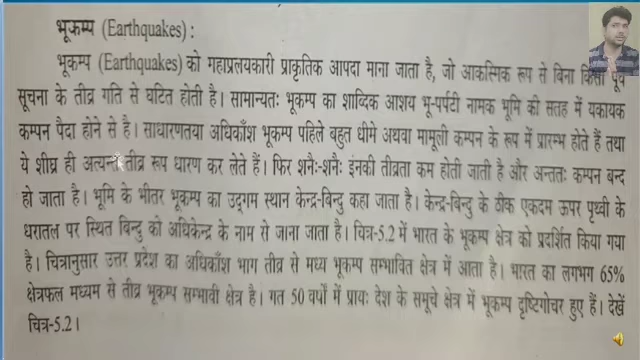 भूकम्प (Earthquakes) :
भूकम्प (Earthquakes) को महाप्रलयकारी प्राकृतिक आपदा माना जाता है, जो आकस्मिक रूप से बिना किसी पूर्व
सूचना के तीव्र गति से घटित होती है। सामान्यतः भूकम्प का शाब्दिक आशय भू-पर्पटी नामक भूमि की सतह में यकायक
कम्पन पैदा होने से है। साधारणतया अधिकाँश भूकम्प पहिले बहुत धीमे अथवा मामूली कम्पन के रूप में प्रारम्भ होते हैं तथा
ये शीघ्र ही अत्यन्त तीव्र रूप धारण कर लेते हैं। फिर शनैः-शनैः इंनकी तीव्रता कम होती जाती है और अन्ततः कम्पन बन्द
हो जाता है। भूमि के भीतर भूकम्प का उद्गम स्थान केन्द्र-बिन्दु कहा जाता है। केन्द्र-बिन्दु के ठीक एकदम ऊपर पृथ्वी के
धरातल पर स्थित बिन्दु को अधिकेन्द्र के नाम से जाना जाता है। चित्र-5.2 में भारत के भूकम्प क्षेत्र को प्रदर्शित किया गया
है। चित्रानुसार उत्तर प्रदेश का अधिकाँश भाग तीव्र से मध्य भूकम्प सम्भावित क्षेत्र में आता है। भारत का लगभग 65%
क्षेत्रफल मध्यम से तीव्र भूकम्प सम्भावी क्षेत्र है। गत 50 वर्षों में प्रायः देश के समूचे क्षेत्र में भूकम्प दृष्टिगोचर हुए हैं। देखें
चित्र-5.2।